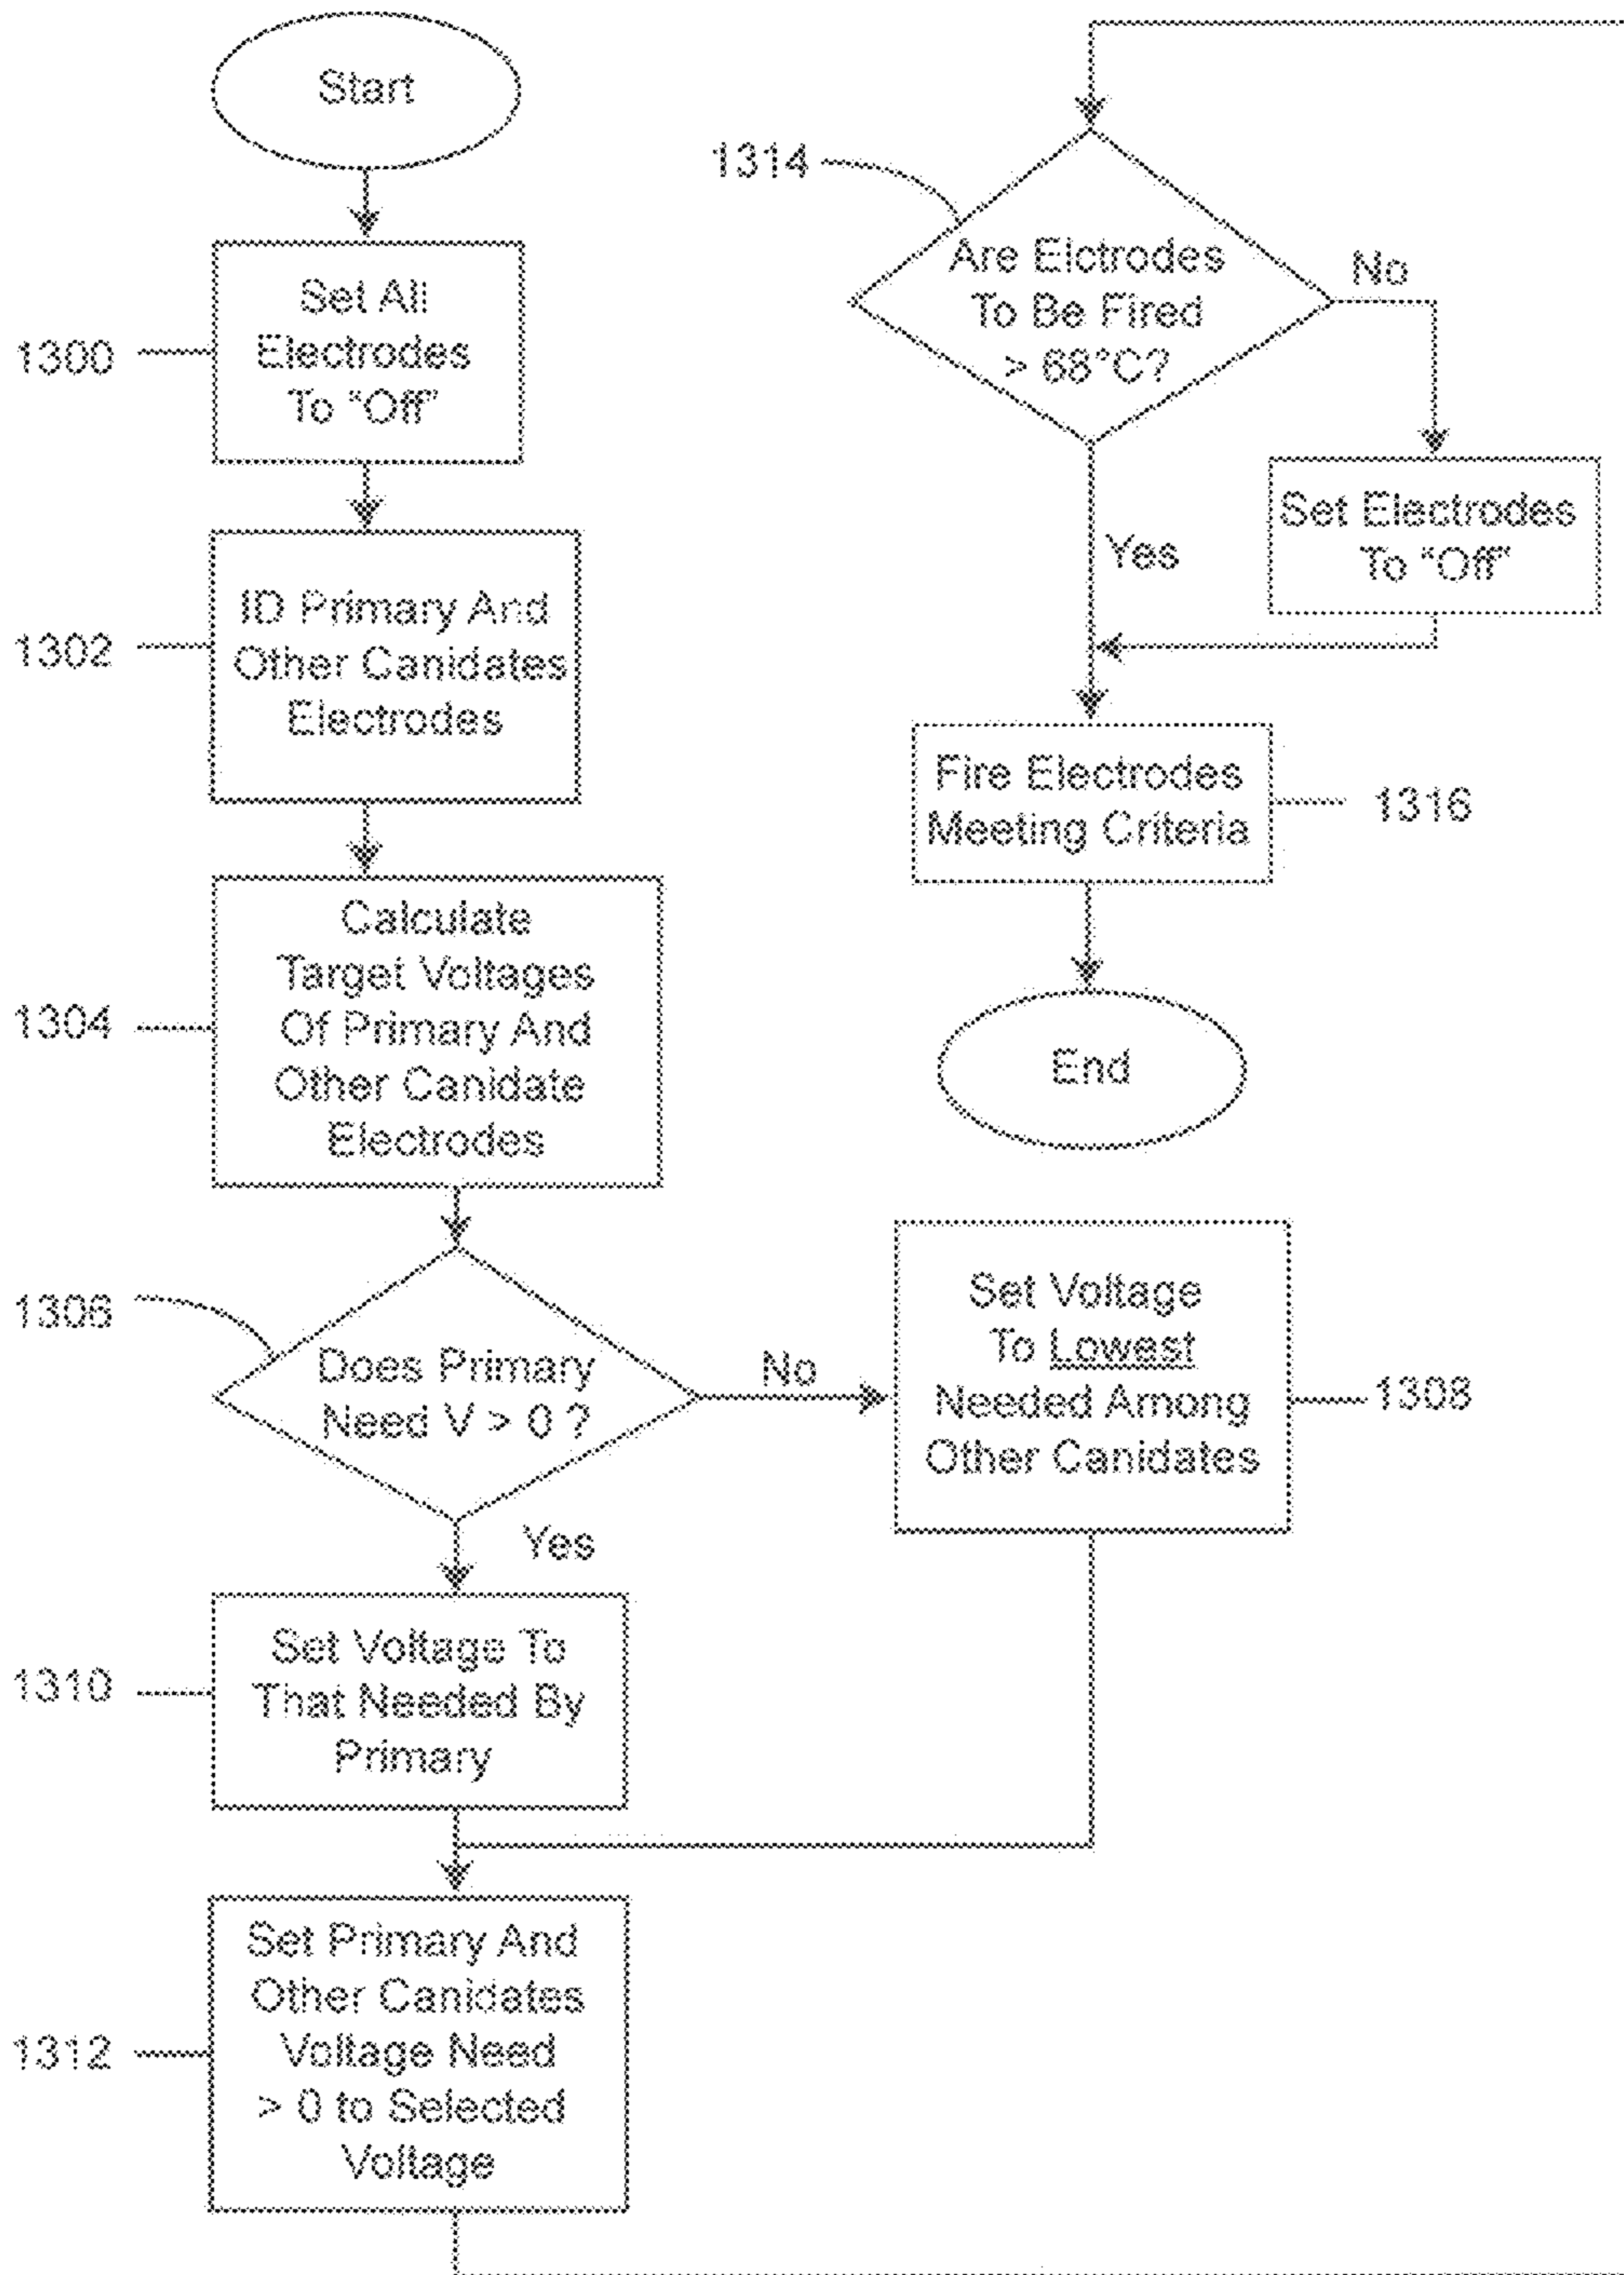 Start
1300
Set All
Electrodes
To “Off”
1302
ID Primary And
Other Canidates
Electrodes
1304
Calculate
Target Voltages
Of Primary And
Other Canidate
Electrodes
1306
Does Primary
Need V > 0 ?
No
Yes
Set Voltage
To Lowest
Needed Among
Other Canidates
1308
1310
Set Voltage To
That Needed By
Primary
1312
Set Primary And
Other Canidates
Voltage Need
> 0 to Selected
Voltage
1314
Are Elctrodes
To Be Fired
> 68°C?
No
Yes
Set Electrodes
To “Off”
Fire Electrodes
Meeting Criteria
1316
End